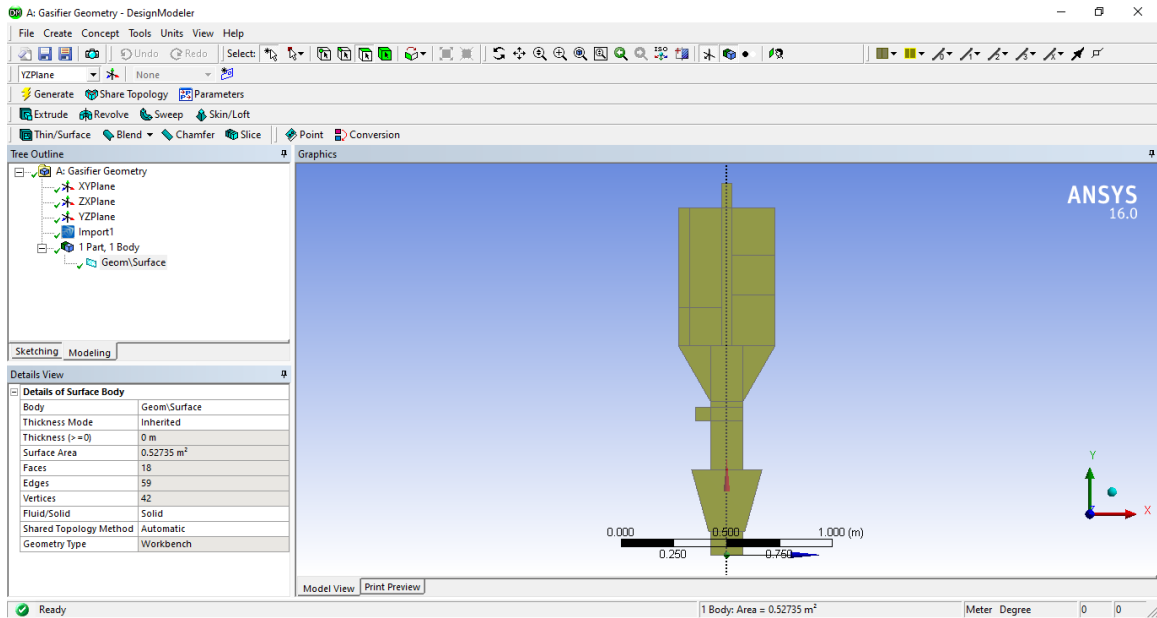 A: Gasifier Geometry - DesignModeler
File Create Concept Tools Units View Help
Undo Redo Select:
YZPlane None
Generate Share Topology Parameters
Extrude Revolve Sweep Skin/Loft
Thin/Surface Blend Chamfer Slice Point Conversion
Tree Outline
A: Gasifier Geometry
XYPlane
ZXPlane
YZPlane
Import1
1 Part, 1 Body
Geom\Surface
Sketching Modeling
Details View
Details of Surface Body
Body Geom\Surface
Thickness Mode Inherited
Thickness (>=0) 0 m
Surface Area 0.52735 m²
Faces 18
Edges 59
Vertices 42
Fluid/Solid Solid
Shared Topology Method Automatic
Geometry Type Workbench
Graphics
ANSYS
16.0
Y
X
0.000 0.500 1.000 (m)
0.250 0.750
Model View Print Preview
Ready 1 Body: Area = 0.52735 m² Meter Degree 0 0